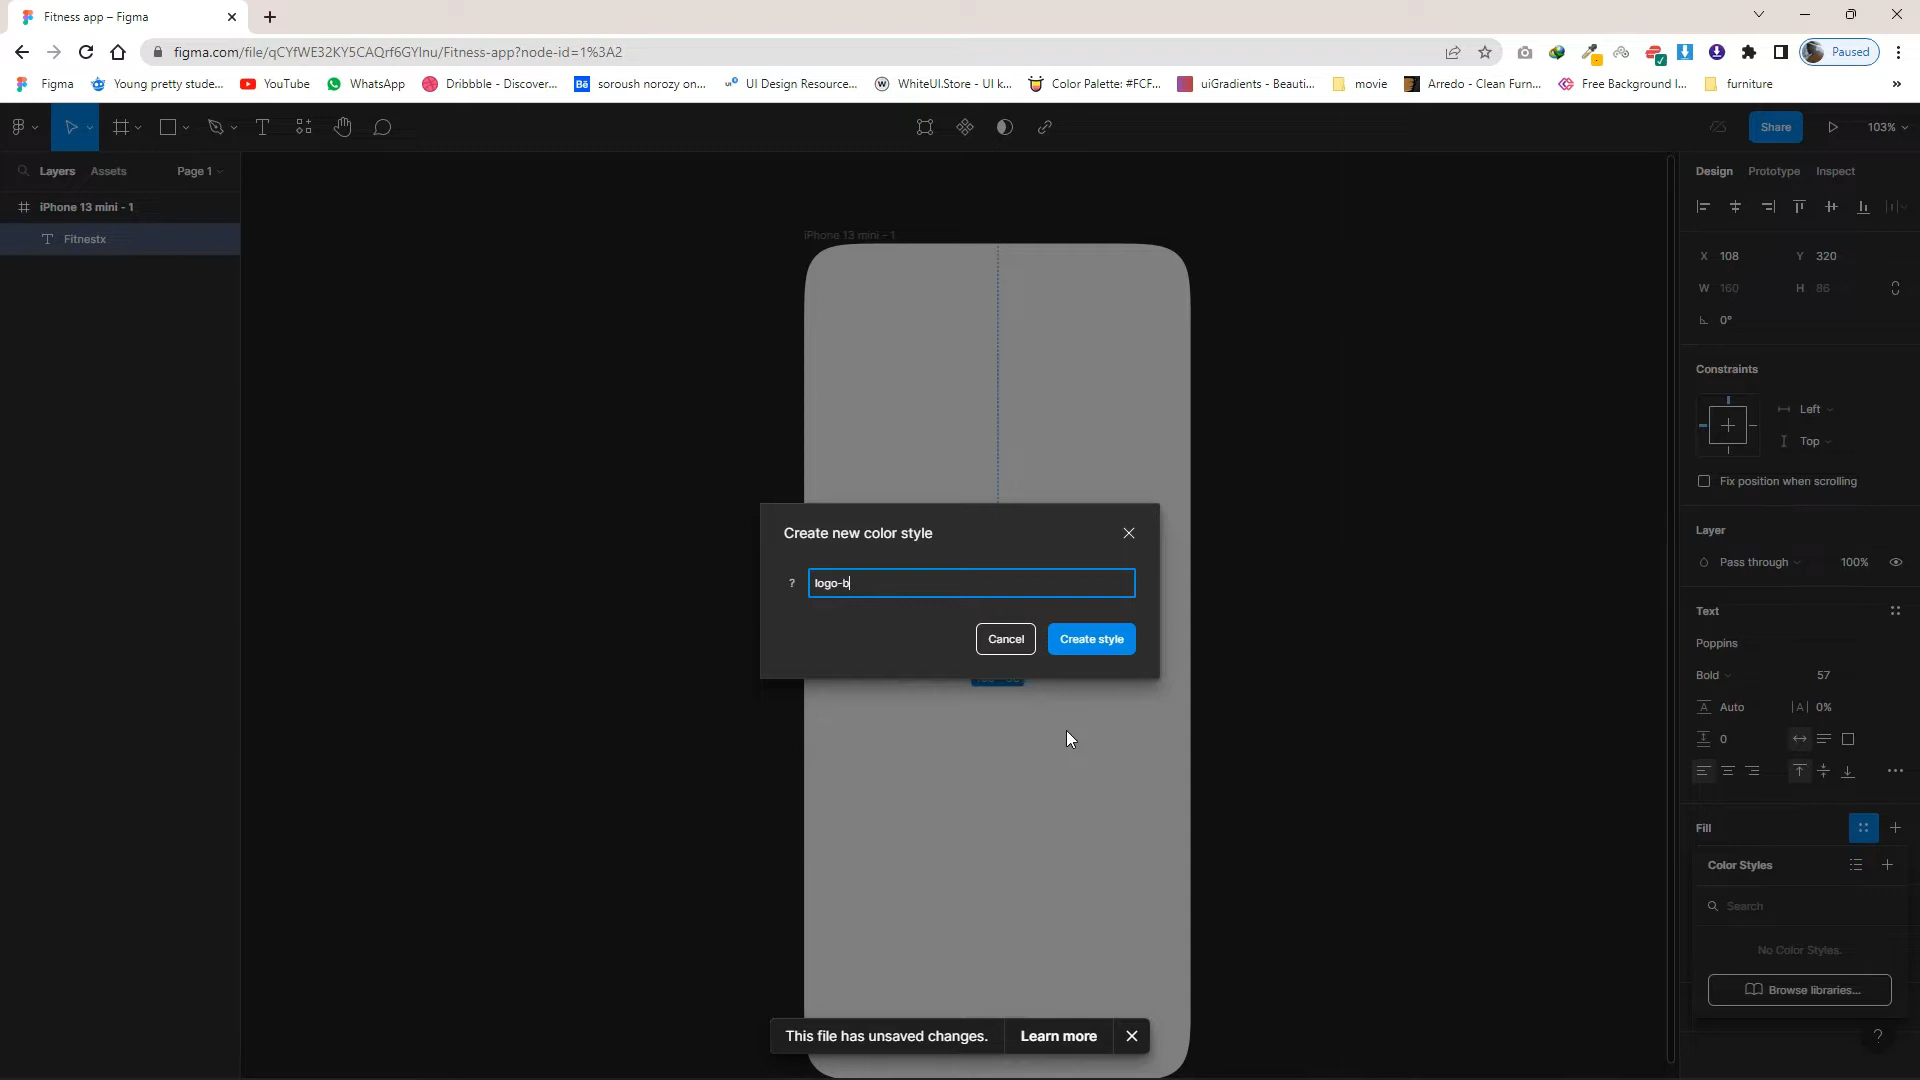 Fitness app – Figma
figma.com/file/qCYfWE32KY5CAQrf6GYInu/Fitness-app?node-id=1%3A2
Paused
Figma
Young pretty stude...
YouTube
WhatsApp
Dribbble - Discover...
Bē
soroush norozy on...
UI Design Resource...
WhiteUI.Store - UI k...
Color Palette: #FCF...
uiGradients - Beauti...
movie
Arredo - Clean Furn...
Free Background I...
furniture
»
Share
103%
Layers
Assets
Page 1
Design
Prototype
Inspect
iPhone 13 mini - 1
Fitnestx
iPhone 13 mini - 1
X 108
Y 320
W 160
H 86
0°
Constraints
Left
Top
Fix position when scrolling
Layer
Pass through
100%
Create new color style
?
logo-b
Cancel
Create style
Text
Poppins
Bold
57
Auto
|A| 0%
0
Fill
Color Styles
Search
No Color Styles.
Browse libraries...
This file has unsaved changes.
Learn more
?